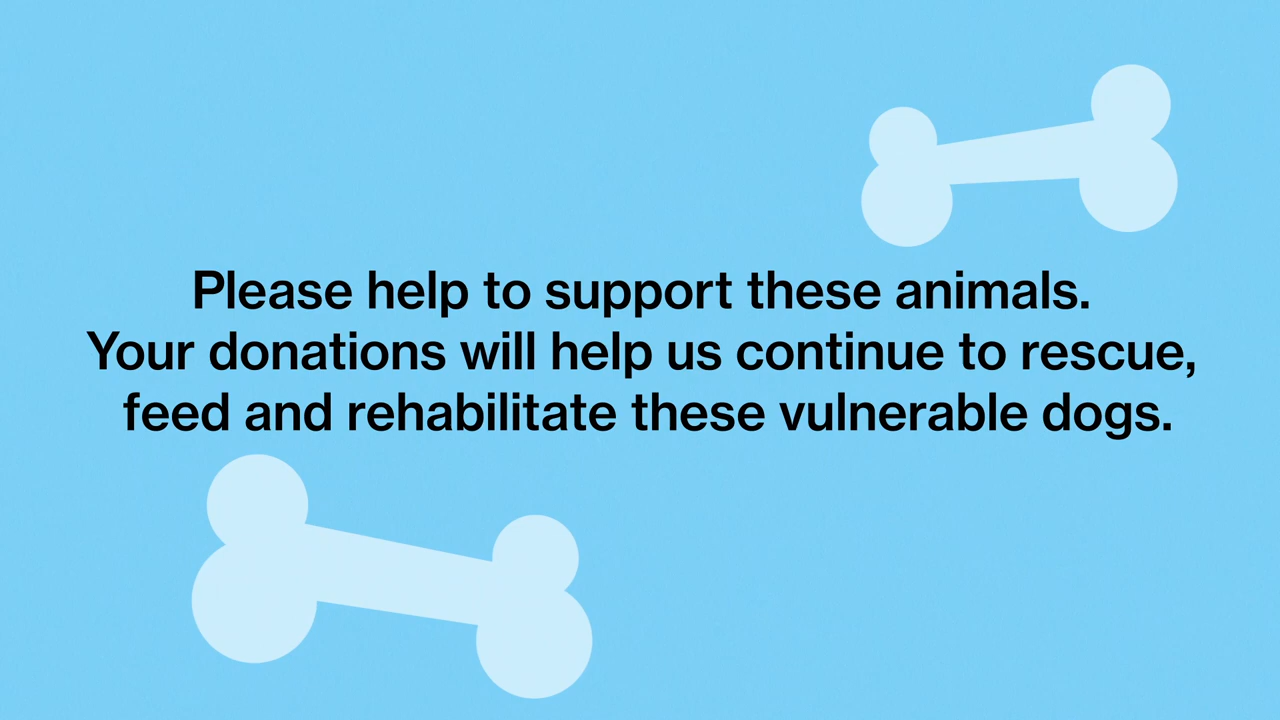 Please help to support these animals.
Your donations will help us continue to rescue,
feed and rehabilitate these vulnerable dogs.